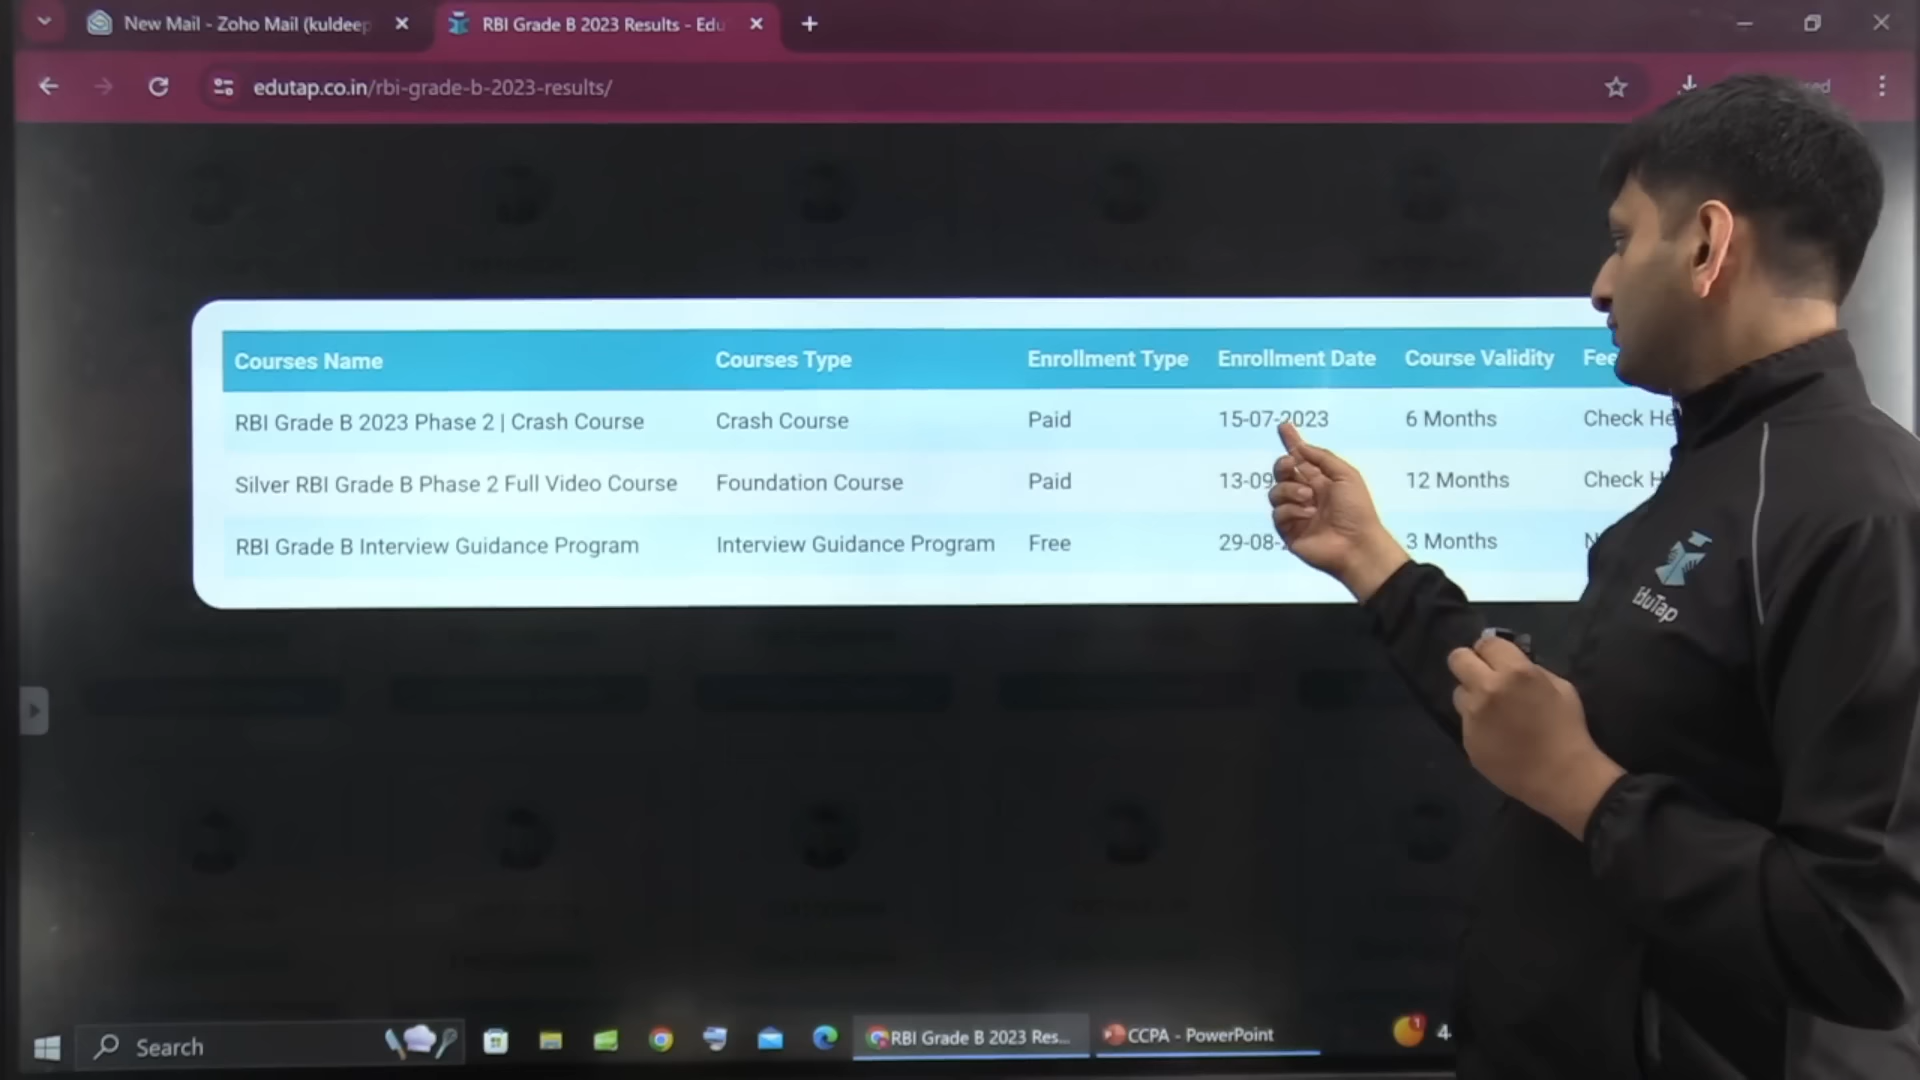 New Mail - Zoho Mail (kuldeep
RBI Grade B 2023 Results - Edu
edutap.co.in/rbi-grade-b-2023-results/
Courses Name Courses Type Enrollment Type Enrollment Date Course Validity Fee
RBI Grade B 2023 Phase 2 | Crash Course Crash Course Paid 15-07-2023 6 Months Check He
Silver RBI Grade B Phase 2 Full Video Course Foundation Course Paid 13-09 12 Months Check H
RBI Grade B Interview Guidance Program Interview Guidance Program Free 29-08- 3 Months N
EduTap
Search
RBI Grade B 2023 Res...
CCPA - PowerPoint
1
4